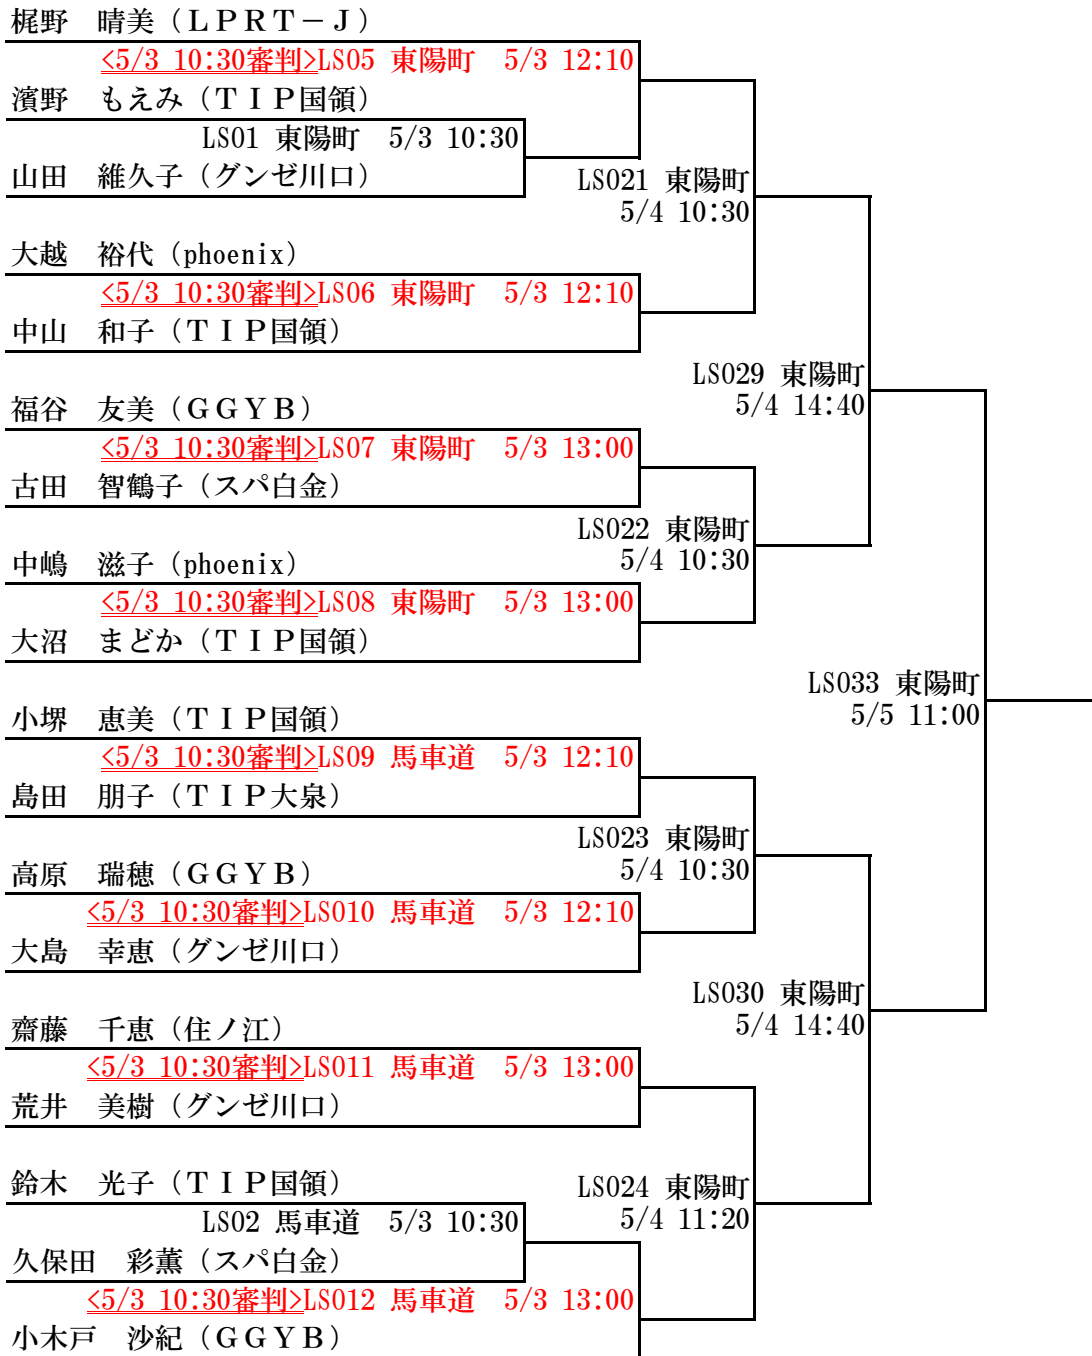 梶野　晴美（ＬＰＲＴ－Ｊ）
<5/3 10:30審判>LS05 東陽町　5/3 12:10
濱野　もえみ（ＴＩＰ国領）
LS01 東陽町　5/3 10:30
山田　維久子（グンゼ川口）
LS021 東陽町
5/4 10:30
大越　裕代（phoenix）
<5/3 10:30審判>LS06 東陽町　5/3 12:10
中山　和子（ＴＩＰ国領）
LS029 東陽町
5/4 14:40
福谷　友美（ＧＧＹＢ）
<5/3 10:30審判>LS07 東陽町　5/3 13:00
古田　智鶴子（スパ白金）
LS022 東陽町
5/4 10:30
中嶋　滋子（phoenix）
<5/3 10:30審判>LS08 東陽町　5/3 13:00
大沼　まどか（ＴＩＰ国領）
LS033 東陽町
5/5 11:00
小堺　恵美（ＴＩＰ国領）
<5/3 10:30審判>LS09 馬車道　5/3 12:10
島田　朋子（ＴＩＰ大泉）
LS023 東陽町
5/4 10:30
高原　瑞穂（ＧＧＹＢ）
<5/3 10:30審判>LS010 馬車道　5/3 12:10
大島　幸恵（グンゼ川口）
LS030 東陽町
5/4 14:40
齋藤　千恵（住ノ江）
<5/3 10:30審判>LS011 馬車道　5/3 13:00
荒井　美樹（グンゼ川口）
鈴木　光子（ＴＩＰ国領）
LS024 東陽町
5/4 11:20
LS02 馬車道　5/3 10:30
久保田　彩薫（スパ白金）
<5/3 10:30審判>LS012 馬車道　5/3 13:00
小木戸　沙紀（ＧＧＹＢ）